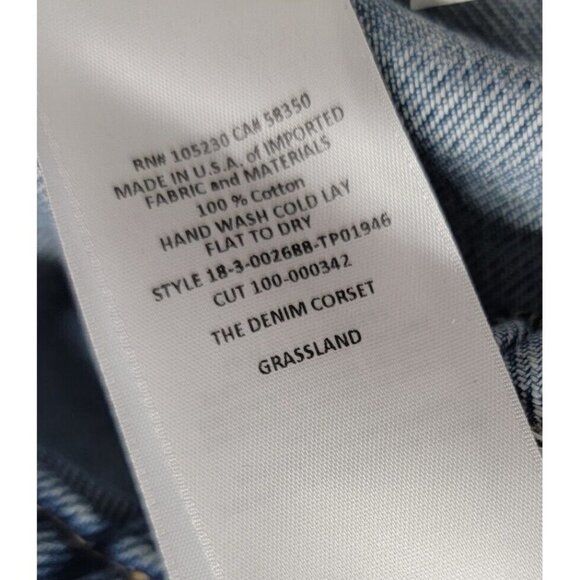 RN# 105230 CA# 58350
MADE IN U.S.A. of IMPORTED
FABRIC and MATERIALS
100 % Cotton
HAND WASH COLD LAY
FLAT TO DRY
STYLE 18-3-002688-TP01946
CUT 100-000342
THE DENIM CORSET
GRASSLAND